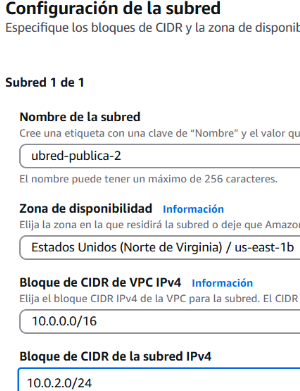 Configuración de la subred
Especifique los bloques de CIDR y la zona de disponib
Subred 1 de 1
Nombre de la subred
Cree una etiqueta con una clave de "Nombre" y el valor qu
ubred-publica-2
El nombre puede tener un máximo de 256 caracteres.
Zona de disponibilidad Información
Elija la zona en la que residirá la subred o deje que Amazo
Estados Unidos (Norte de Virginia) / us-east-1b
Bloque de CIDR de VPC IPv4 Información
Elija el bloque CIDR IPv4 de la VPC para la subred. El CIDR
10.0.0.0/16
Bloque de CIDR de la subred IPv4
10.0.2.0/24